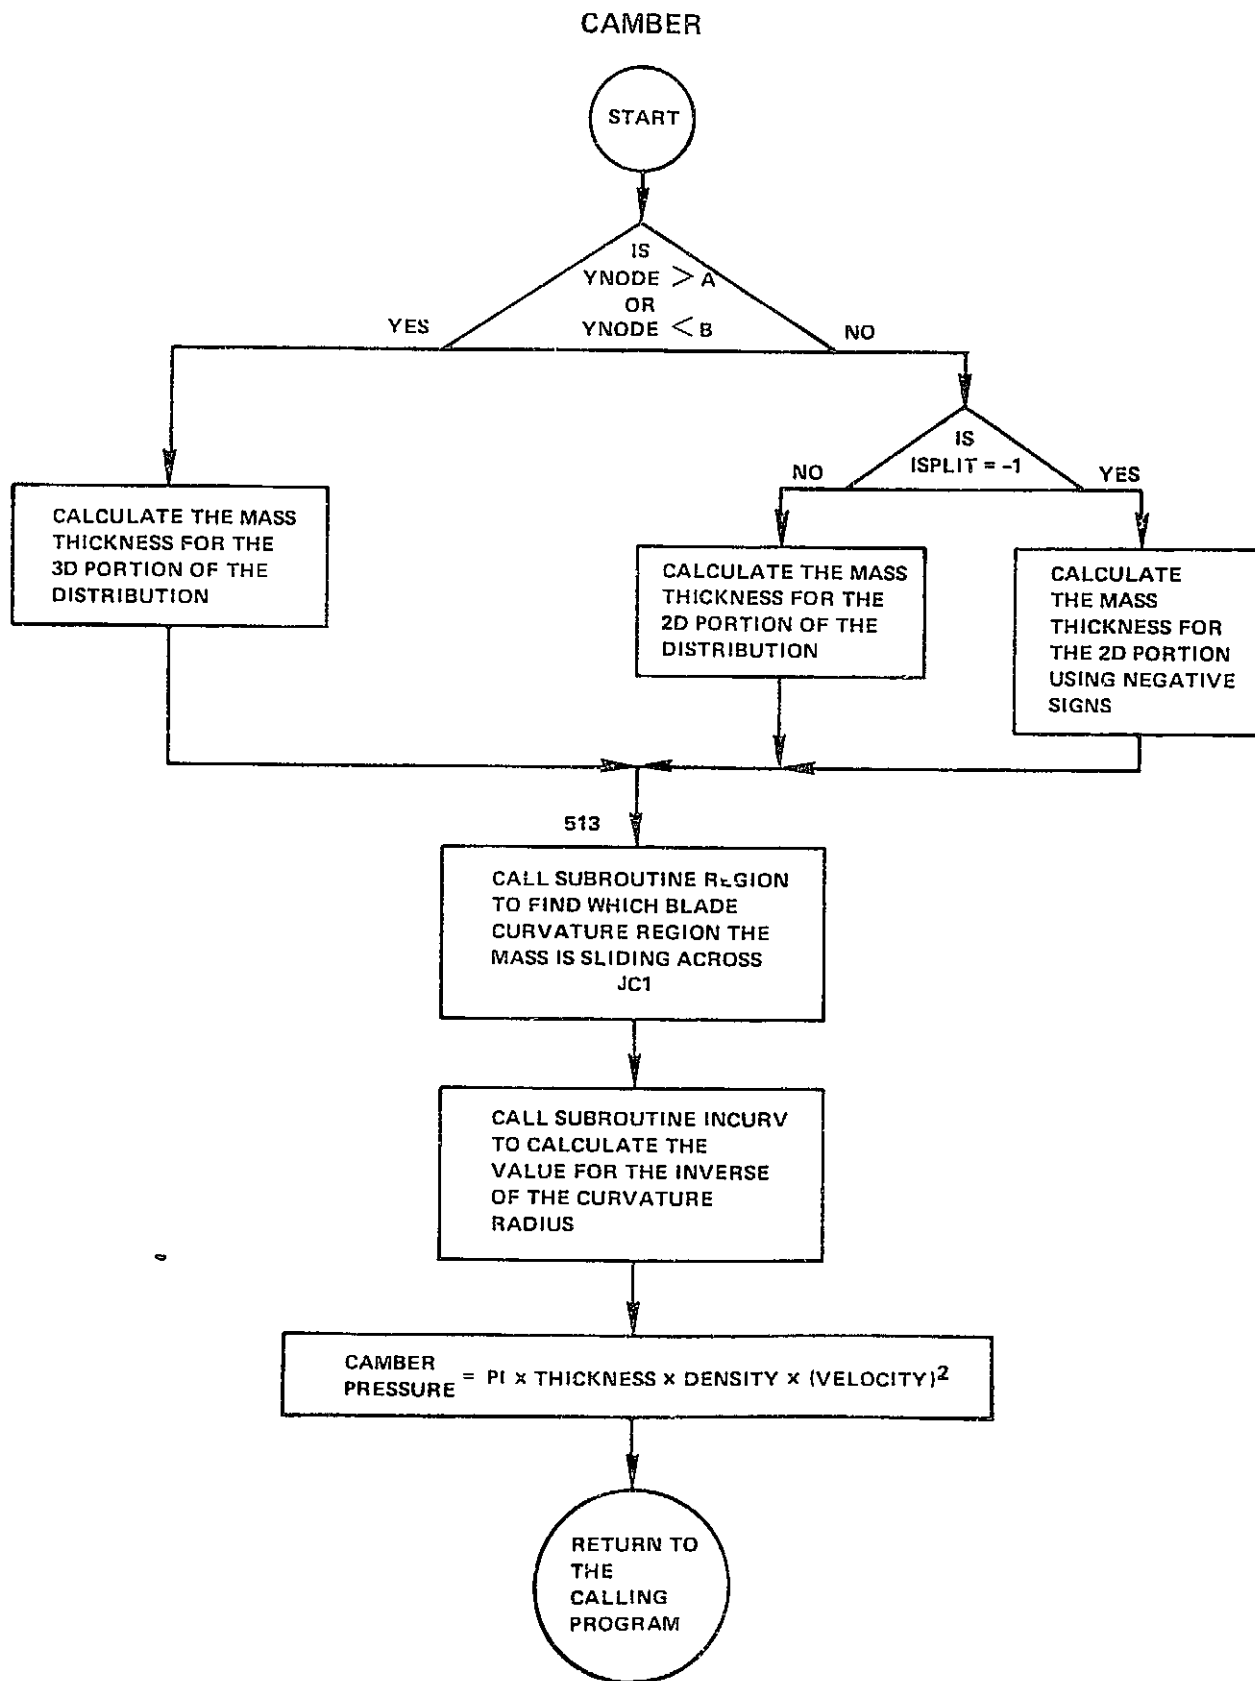 CAMBER
START
IS
YNODE > A
OR
YNODE < B
YES
NO
IS
ISPLIT = -1
NO
YES
CALCULATE THE MASS
THICKNESS FOR THE
3D PORTION OF THE
DISTRIBUTION
CALCULATE THE MASS
THICKNESS FOR THE
2D PORTION OF THE
DISTRIBUTION
CALCULATE
THE MASS
THICKNESS FOR
THE 2D PORTION
USING NEGATIVE
SIGNS
513
CALL SUBROUTINE REGION
TO FIND WHICH BLADE
CURVATURE REGION THE
MASS IS SLIDING ACROSS
JC1
CALL SUBROUTINE INCURV
TO CALCULATE THE
VALUE FOR THE INVERSE
OF THE CURVATURE
RADIUS
CAMBER
PRESSURE = PI × THICKNESS × DENSITY × (VELOCITY)²
RETURN TO
THE
CALLING
PROGRAM